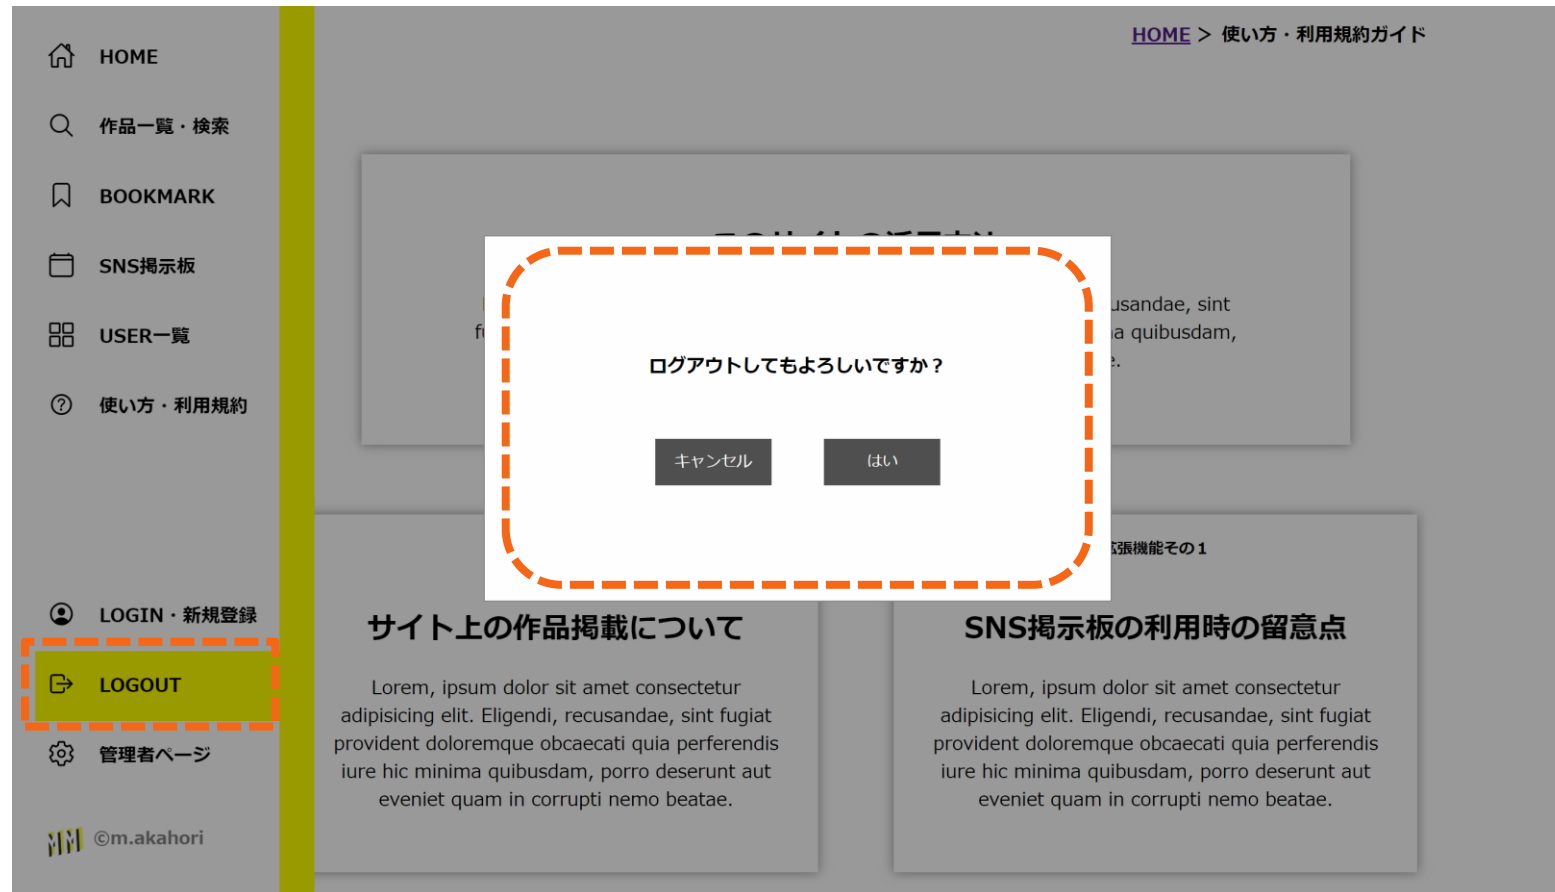 HOME
作品一覧・検索
BOOKMARK
SNS掲示板
USER一覧
使い方・利用規約
LOGIN・新規登録
LOGOUT
管理者ページ
©m.akahori
HOME > 使い方・利用規約ガイド
usandae, sint
quibusdam,
ログアウトしてもよろしいですか？
キャンセル
はい
サイト上の作品掲載について
Lorem, ipsum dolor sit amet consectetur
adipisicing elit. Eligendi, recusandae, sint fugiat
provident doloremque obcaecati quia perferendis
iure hic minima quibusdam, porro deserunt aut
eveniet quam in corrupti nemo beatae.
張機能その1
SNS掲示板の利用時の留意点
Lorem, ipsum dolor sit amet consectetur
adipisicing elit. Eligendi, recusandae, sint fugiat
provident doloremque obcaecati quia perferendis
iure hic minima quibusdam, porro deserunt aut
eveniet quam in corrupti nemo beatae.